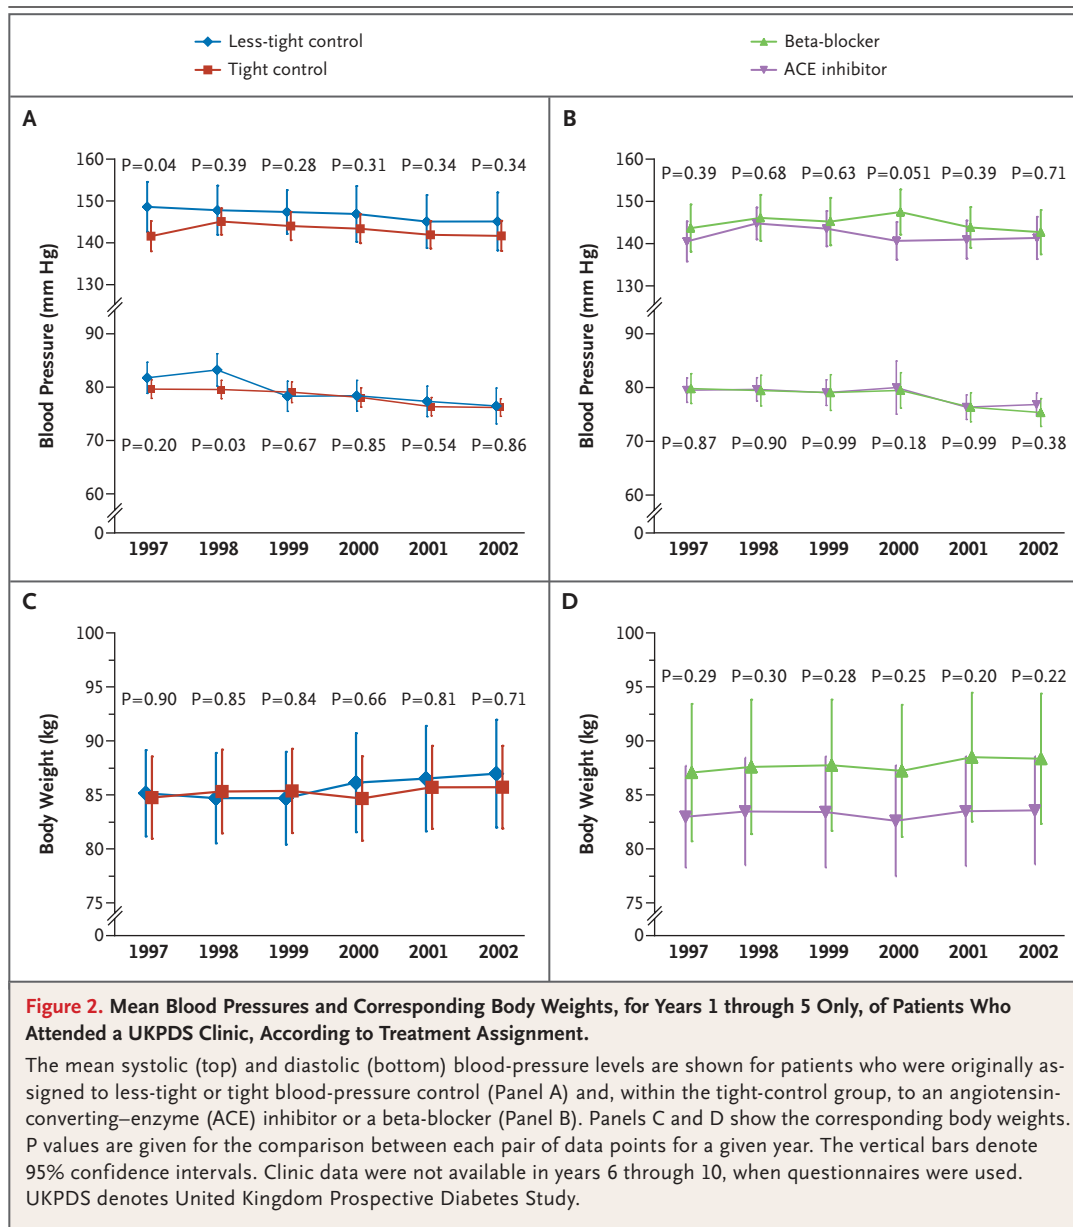 Less-tight control
Tight control
Beta-blocker
ACE inhibitor
A
P=0.04 P=0.39 P=0.28 P=0.31 P=0.34 P=0.34
160
150
140
130
90
80
70
60
0
Blood Pressure (mm Hg)
P=0.20 P=0.03 P=0.67 P=0.85 P=0.54 P=0.86
1997 1998 1999 2000 2001 2002
B
P=0.39 P=0.68 P=0.63 P=0.051 P=0.39 P=0.71
160
150
140
130
90
80
70
60
0
Blood Pressure (mm Hg)
P=0.87 P=0.90 P=0.99 P=0.18 P=0.99 P=0.38
1997 1998 1999 2000 2001 2002
C
100
95
90
85
80
75
0
Body Weight (kg)
P=0.90 P=0.85 P=0.84 P=0.66 P=0.81 P=0.71
1997 1998 1999 2000 2001 2002
D
100
95
90
85
80
75
0
Body Weight (kg)
P=0.29 P=0.30 P=0.28 P=0.25 P=0.20 P=0.22
1997 1998 1999 2000 2001 2002
Figure 2. Mean Blood Pressures and Corresponding Body Weights, for Years 1 through 5 Only, of Patients Who
Attended a UKPDS Clinic, According to Treatment Assignment.
The mean systolic (top) and diastolic (bottom) blood-pressure levels are shown for patients who were originally as-
signed to less-tight or tight blood-pressure control (Panel A) and, within the tight-control group, to an angiotensin-
converting–enzyme (ACE) inhibitor or a beta-blocker (Panel B). Panels C and D show the corresponding body weights.
P values are given for the comparison between each pair of data points for a given year. The vertical bars denote
95% confidence intervals. Clinic data were not available in years 6 through 10, when questionnaires were used.
UKPDS denotes United Kingdom Prospective Diabetes Study.